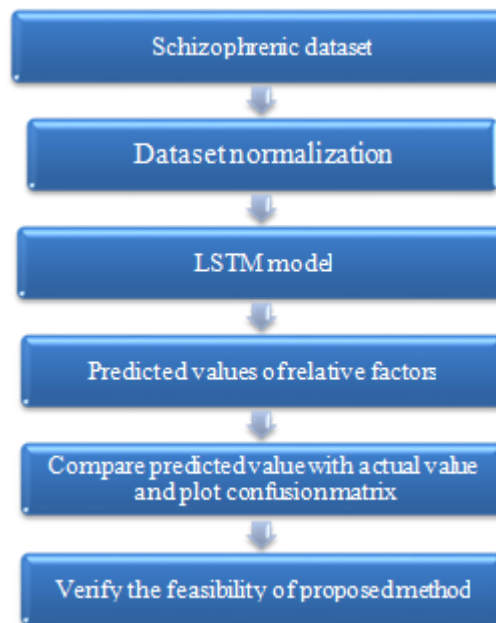 Schizophrenic dataset
Dataset normalization
LSTM model
Predicted values of relative factors
Compare predicted value with actual value
and plot confusion matrix
Verify the feasibility of proposed method